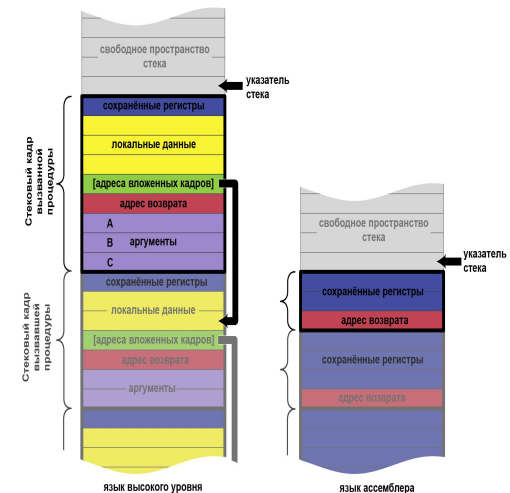 свободное пространство
стека
указатель
стека
сохранённые регистры
локальные данные
[адреса вложенных кадров]
адрес возврата
A
B
аргументы
C
Стековый кадр
вызванной
процедуры
сохранённые регистры
локальные данные
[адреса вложенных кадров]
адрес возврата
аргументы
Стековый кадр
вызвавшей
процедуры
язык высокого уровня
свободное пространство
стека
указатель
стека
сохранённые регистры
адрес возврата
сохранённые регистры
адрес возврата
язык ассемблера